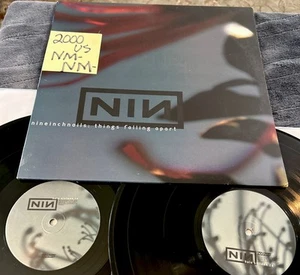 2000
US
NM-
NM-
NIN
nineinchnails: things falling apart
NIN
NIN